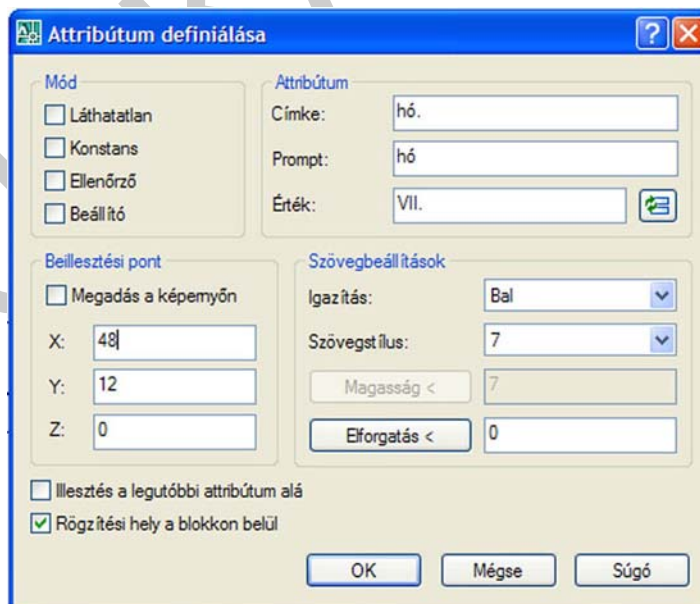 Attribútum definiálása
Mód
Láthatatlan
Konstans
Ellenőrző
Beállító
Attribútum
Címke: hó.
Prompt: hó
Érték: VII.
Beillesztési pont
Megadás a képernyőn
X: 48
Y: 12
Z: 0
Szövegbeállítások
Igazítás: Bal
Szövegstílus: 7
Magasság < 7
Elforgatás < 0
Illesztés a legutóbbi attribútum alá
Rögzítési hely a blokkon belül
OK Mégse Súgó